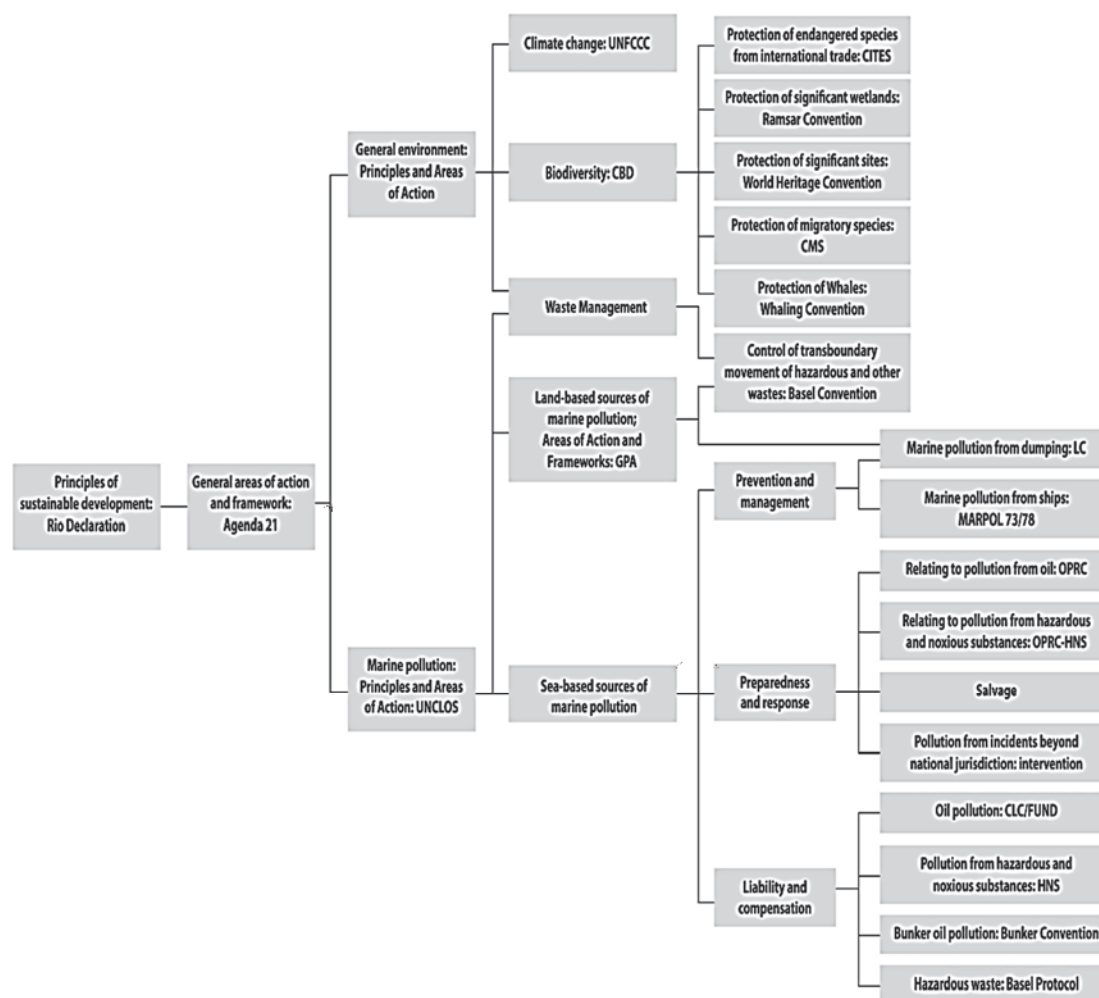 Principles of
sustainable development:
Rio Declaration
General areas of action
and framework:
Agenda 21
General environment:
Principles and Areas
of Action
Marine pollution:
Principles and Areas
of Action: UNCLOS
Climate change: UNFCCC
Biodiversity: CBD
Waste Management
Land-based sources of
marine pollution;
Areas of Action and
Frameworks: GPA
Sea-based sources of
marine pollution
Protection of endangered species
from international trade: CITES
Protection of significant wetlands:
Ramsar Convention
Protection of significant sites:
World Heritage Convention
Protection of migratory species:
CMS
Protection of Whales:
Whaling Convention
Control of transboundary
movement of hazardous and other
wastes: Basel Convention
Prevention and
management
Preparedness
and response
Liability and
compensation
Marine pollution from dumping: LC
Marine pollution from ships:
MARPOL 73/78
Relating to pollution from oil: OPRC
Relating to pollution from hazardous
and noxious substances: OPRC-HNS
Salvage
Pollution from incidents beyond
national jurisdiction: intervention
Oil pollution: CLC/FUND
Pollution from hazardous and
noxious substances: HNS
Bunker oil pollution: Bunker Convention
Hazardous waste: Basel Protocol